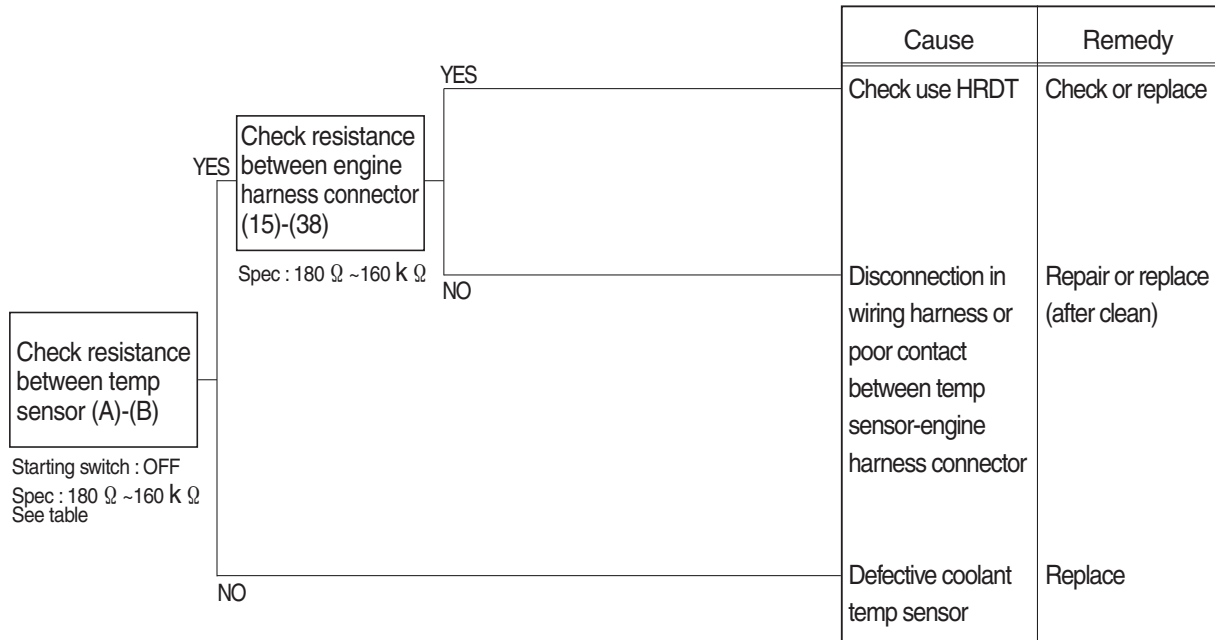 Cause
Remedy
YES
Check use HRDT
Check or replace
Check resistance
between engine
harness connector
(15)-(38)
YES
Spec : 180 Ω ~160 k Ω
NO
Disconnection in
wiring harness or
poor contact
between temp
sensor-engine
harness connector
Repair or replace
(after clean)
Check resistance
between temp
sensor (A)-(B)
Starting switch : OFF
Spec : 180 Ω ~160 k Ω
See table
NO
Defective coolant
temp sensor
Replace